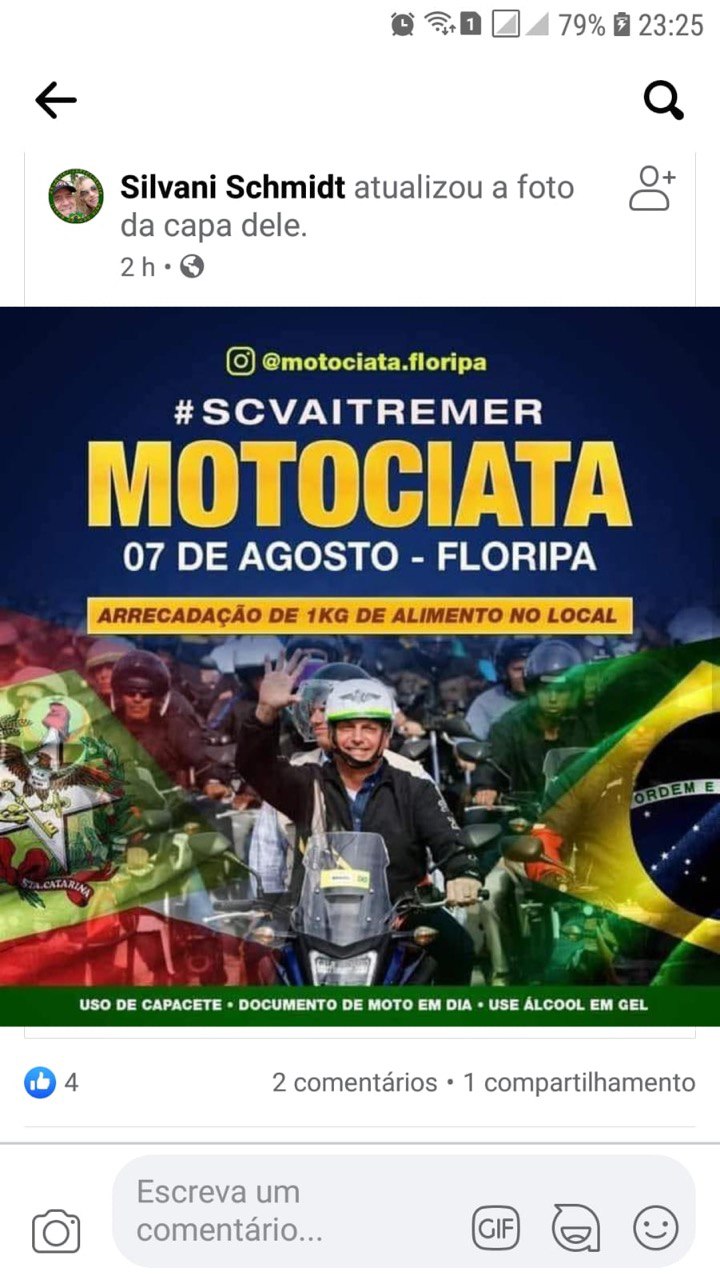 1
79%
23:25
Silvani Schmidt atualizou a foto
da capa dele.
2 h •
@motociata.floripa
#SCVAITREMER
MOTOCIATA
07 DE AGOSTO - FLORIPA
ARRECADAÇÃO DE 1KG DE ALIMENTO NO LOCAL
ORDEM E
STA.CATARINA
USO DE CAPACETE • DOCUMENTO DE MOTO EM DIA • USE ÁLCOOL EM GEL
4
2 comentários • 1 compartilhamento
Escreva um
comentário...
GIF